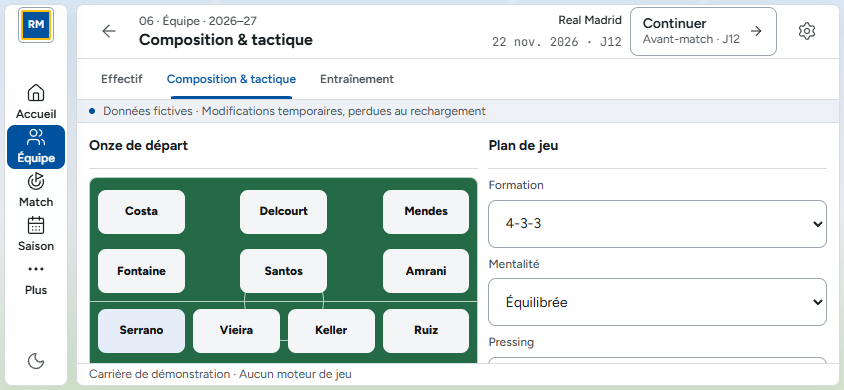 RM
Accueil
Équipe
Match
Saison
Plus
06 · Équipe · 2026–27
Composition & tactique
Real Madrid
22 nov. 2026 · J12
Continuer
Avant-match · J12
Effectif
Composition & tactique
Entraînement
Données fictives · Modifications temporaires, perdues au rechargement
Onze de départ
Costa
Delcourt
Mendes
Fontaine
Santos
Amrani
Serrano
Vieira
Keller
Ruiz
Plan de jeu
Formation
4-3-3
Mentalité
Équilibrée
Pressing
Carrière de démonstration · Aucun moteur de jeu